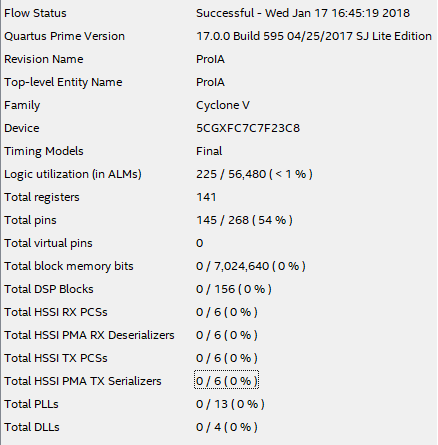 Flow Status Successful - Wed Jan 17 16:45:19 2018
Quartus Prime Version 17.0.0 Build 595 04/25/2017 SJ Lite Edition
Revision Name ProIA
Top-level Entity Name ProIA
Family Cyclone V
Device 5CGXFC7C7F23C8
Timing Models Final
Logic utilization (in ALMs) 225 / 56,480 ( < 1 % )
Total registers 141
Total pins 145 / 268 ( 54 % )
Total virtual pins 0
Total block memory bits 0 / 7,024,640 ( 0 % )
Total DSP Blocks 0 / 156 ( 0 % )
Total HSSI RX PCSs 0 / 6 ( 0 % )
Total HSSI PMA RX Deserializers 0 / 6 ( 0 % )
Total HSSI TX PCSs 0 / 6 ( 0 % )
Total HSSI PMA TX Serializers 0 / 6 ( 0 % )
Total PLLs 0 / 13 ( 0 % )
Total DLLs 0 / 4 ( 0 % )